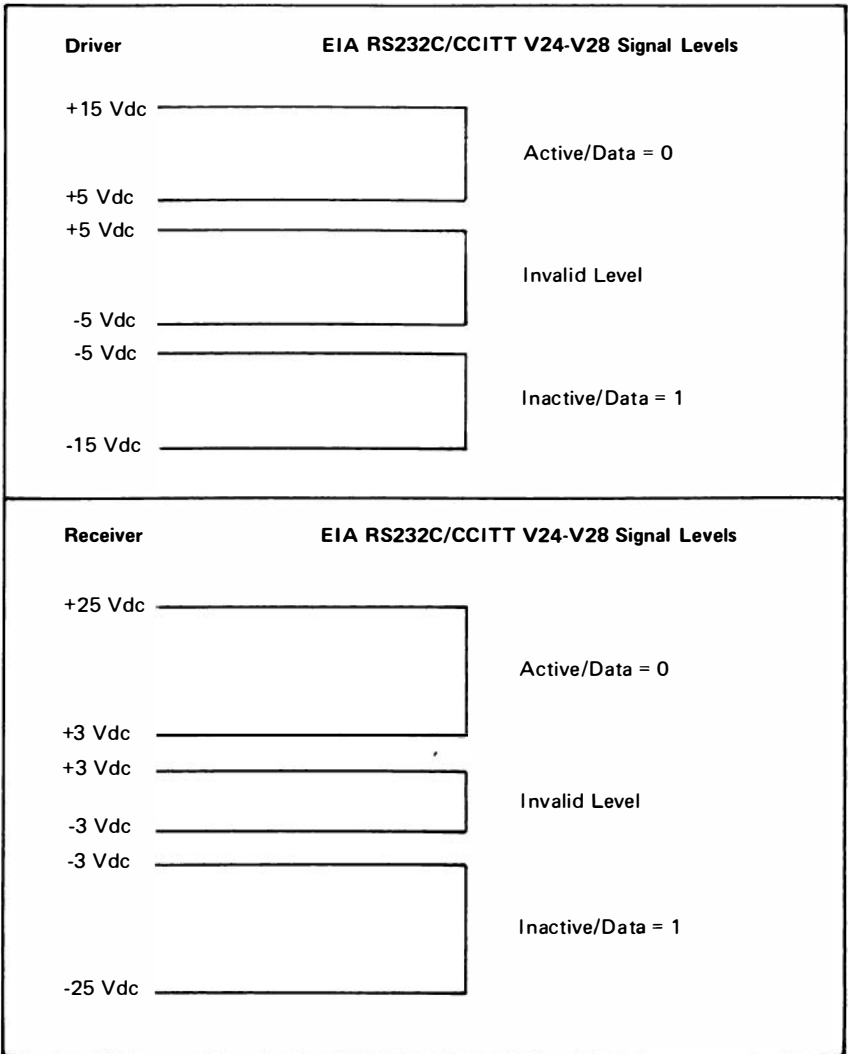 Driver EIA RS232C/CCITT V24-V28 Signal Levels
+15 Vdc
Active/Data = 0
+5 Vdc
+5 Vdc
Invalid Level
-5 Vdc
-5 Vdc
Inactive/Data = 1
-15 Vdc
Receiver EIA RS232C/CCITT V24-V28 Signal Levels
+25 Vdc
Active/Data = 0
+3 Vdc
+3 Vdc
Invalid Level
-3 Vdc
-3 Vdc
Inactive/Data = 1
-25 Vdc